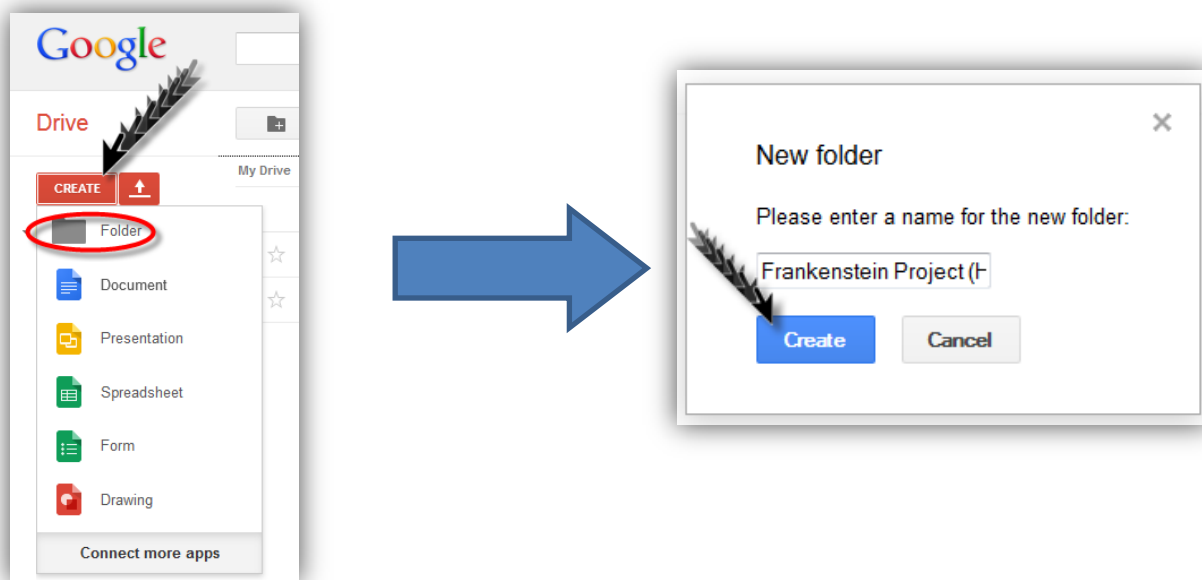 Google
Drive
My Drive
CREATE
Folder
Document
Presentation
Spreadsheet
Form
Drawing
Connect more apps
New folder
Please enter a name for the new folder:
Frankenstein Project (H
Create
Cancel